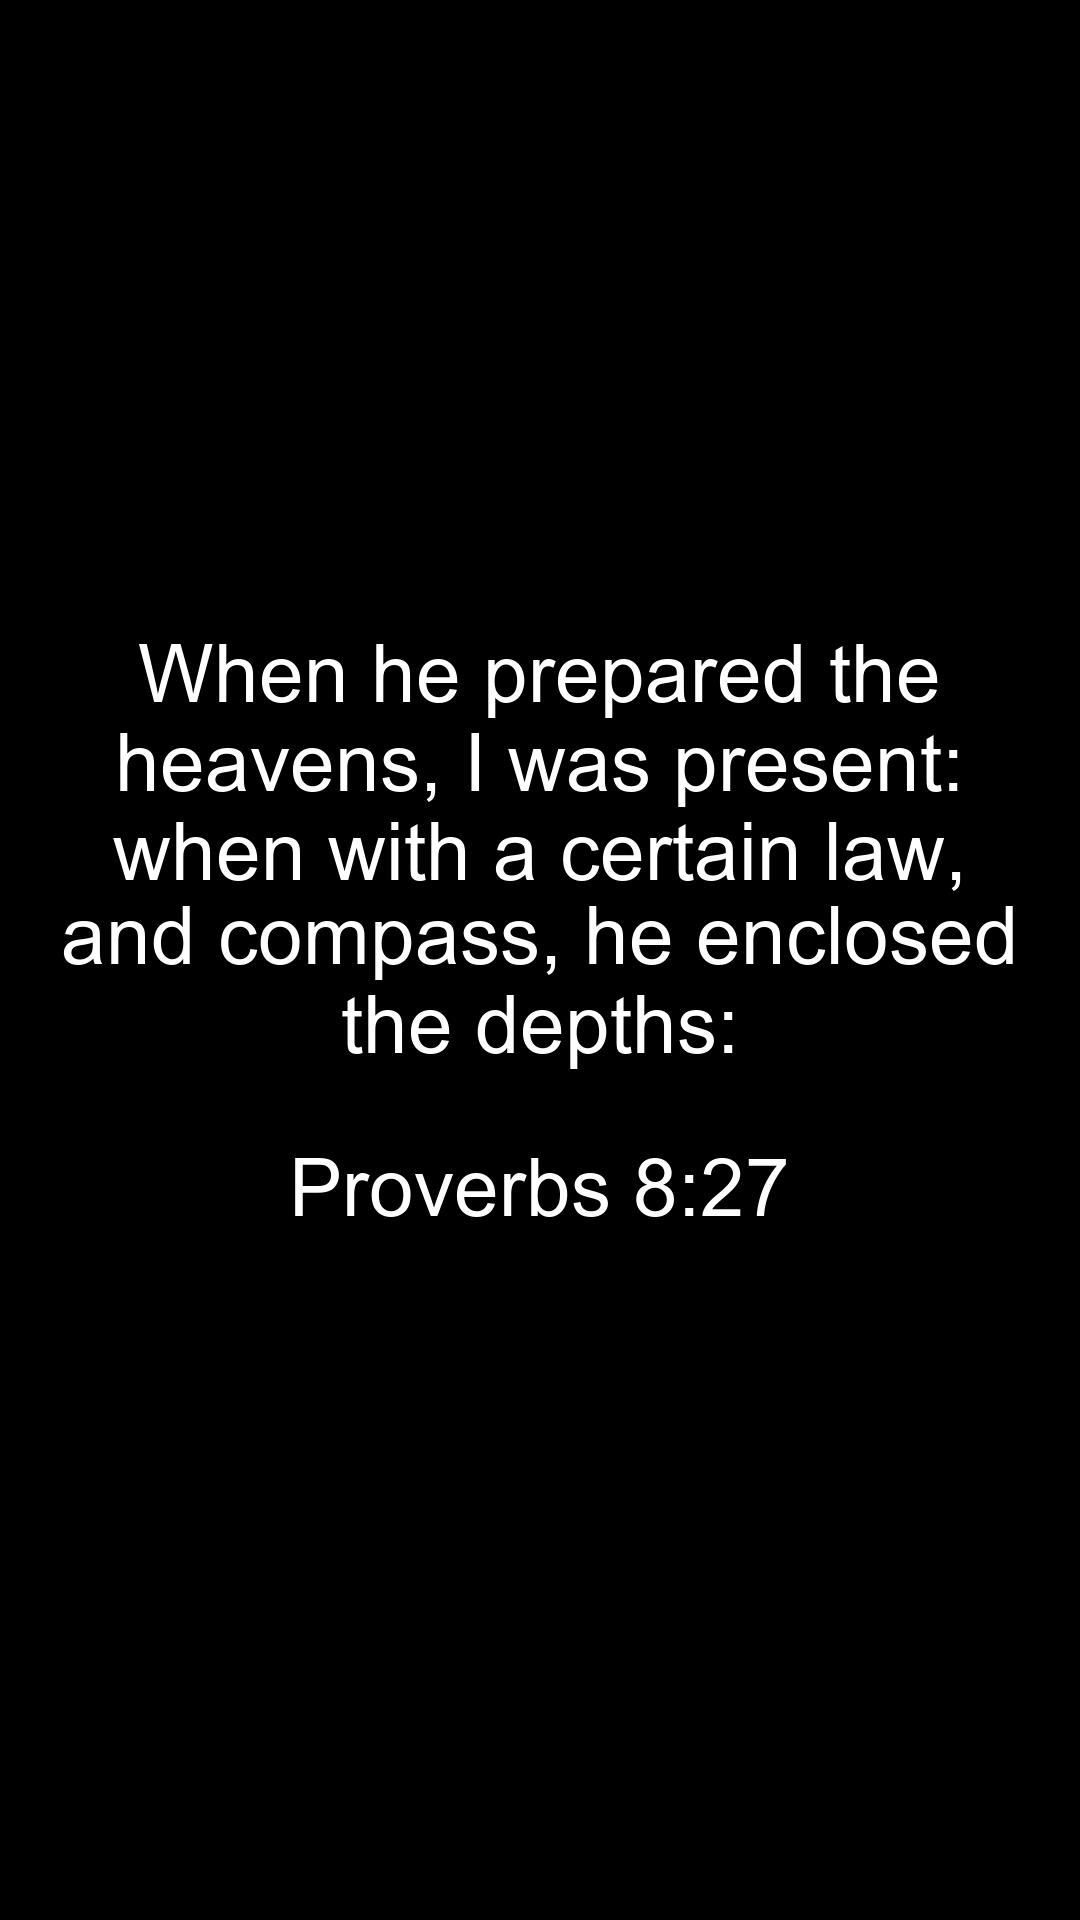 When he prepared the
heavens, I was present:
when with a certain law,
and compass, he enclosed
the depths:
Proverbs 8:27